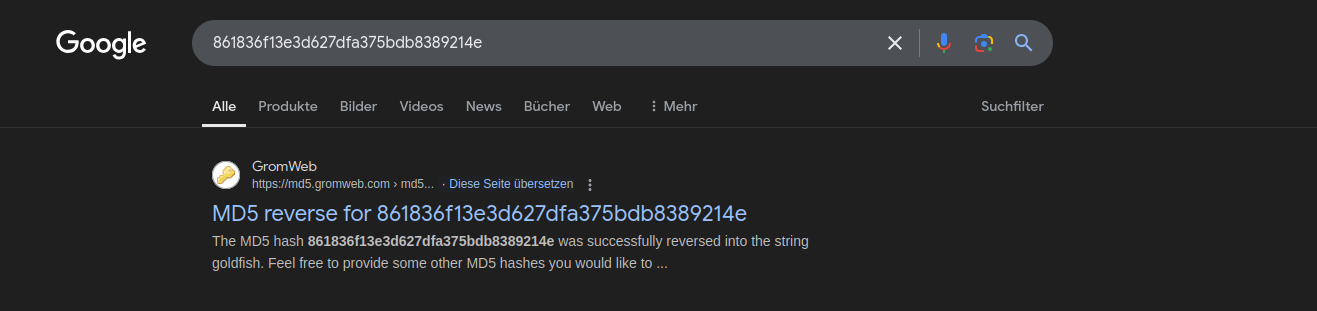 Google
861836f13e3d627dfa375bdb8389214e
Alle Produkte Bilder Videos News Bücher Web Mehr Suchfilter
GromWeb
https://md5.gromweb.com › md5... · Diese Seite übersetzen
MD5 reverse for 861836f13e3d627dfa375bdb8389214e
The MD5 hash 861836f13e3d627dfa375bdb8389214e was successfully reversed into the string
goldfish. Feel free to provide some other MD5 hashes you would like to ...